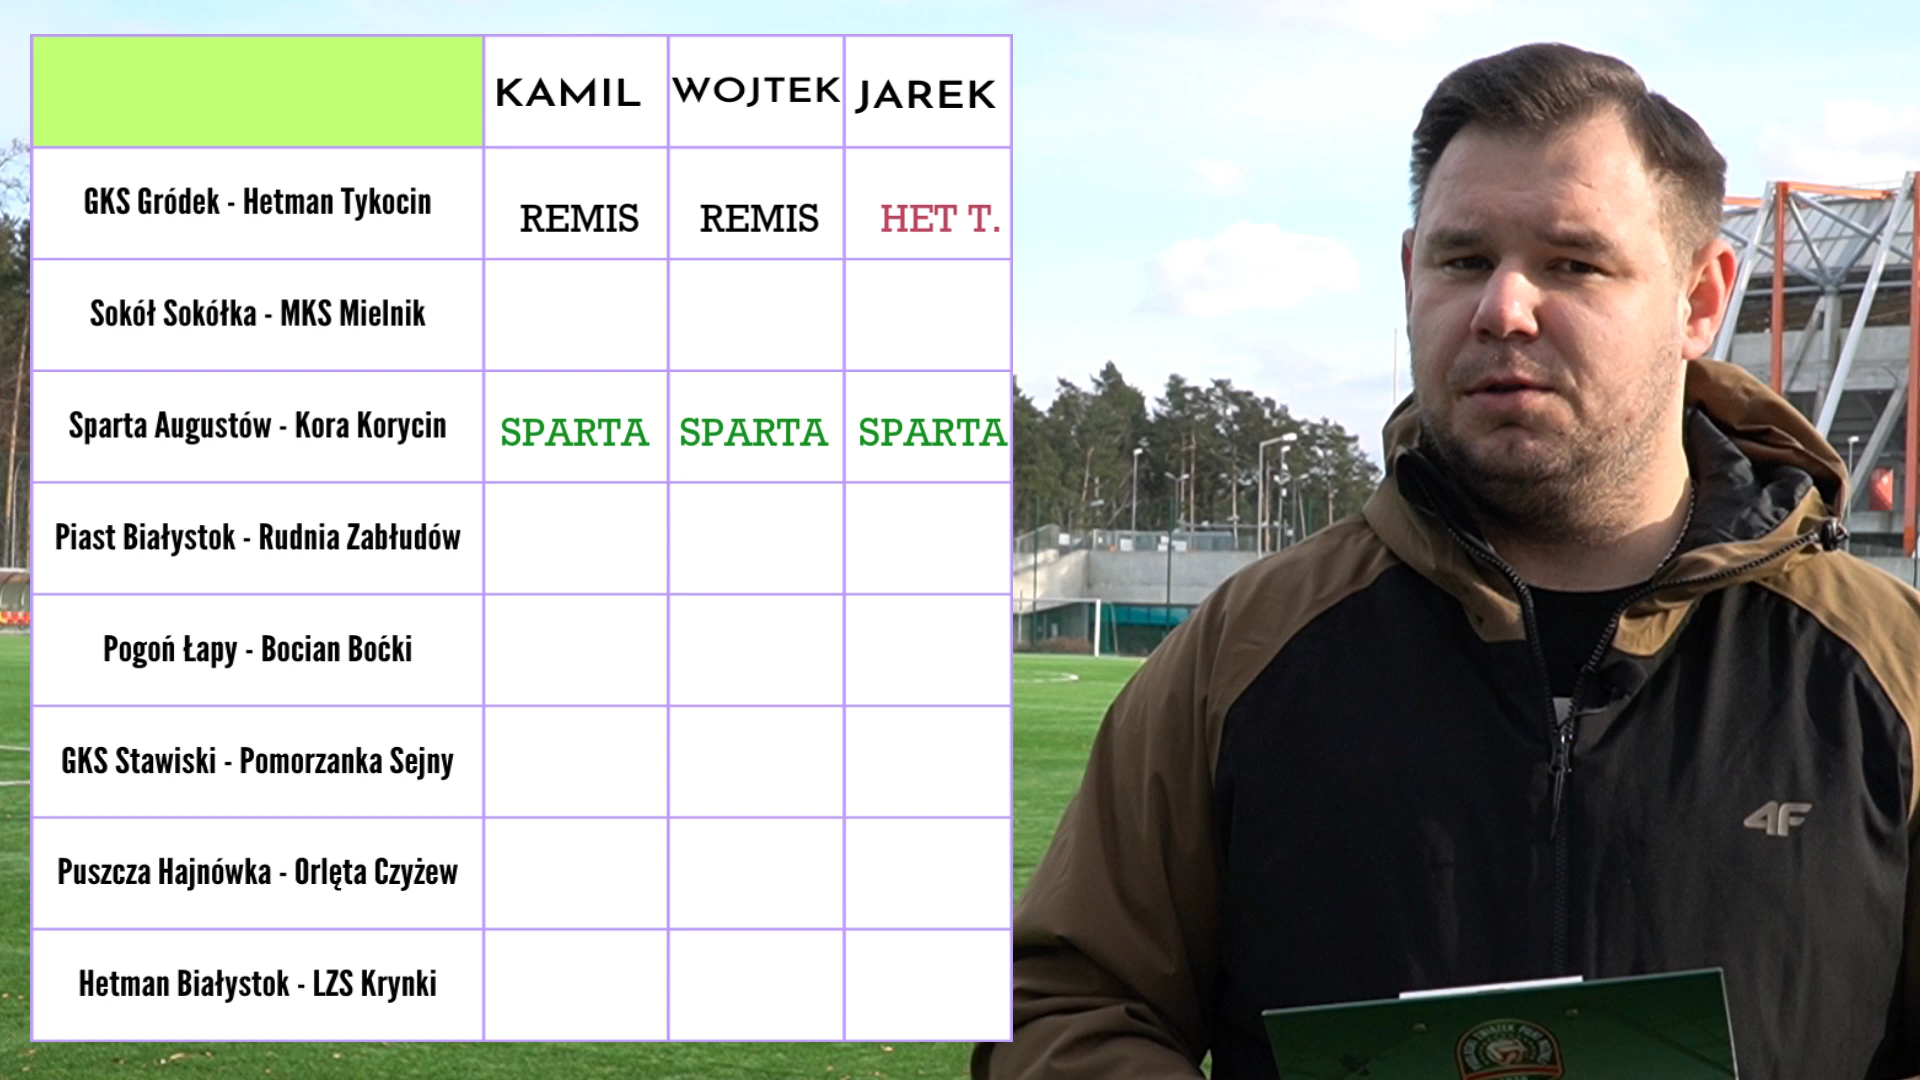 KAMIL WOJTEK JAREK
GKS Gródek - Hetman Tykocin REMIS REMIS HET T.
Sokół Sokółka - MKS Mielnik
Sparta Augustów - Kora Korycin SPARTA SPARTA SPARTA
Piast Białystok - Rudnia Zabłudów
Pogoń Łapy - Bocian Boćki
GKS Stawiski - Pomorzanka Sejny
Puszcza Hajnówka - Orlęta Czyżew
Hetman Białystok - LZS Krynki
4F